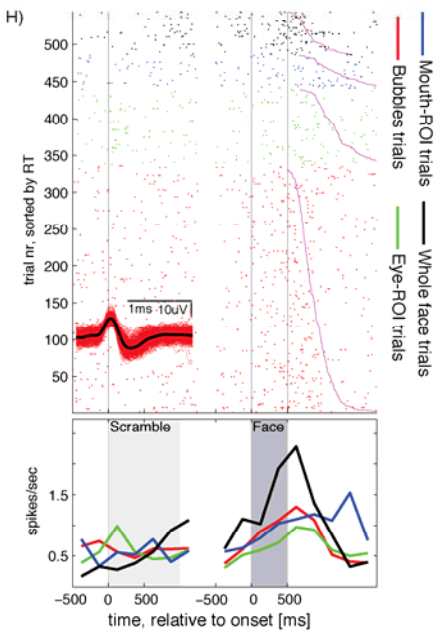 H)
trial nr, sorted by RT
500
450
400
350
300
250
200
150
100
50
1ms 10uV
Mouth-ROI trials
Bubbles trials
Whole face trials
Eye-ROI trials
Scramble
Face
spikes/sec
1.5
0.5
-500 0 500 -500 0 500
time, relative to onset [ms]